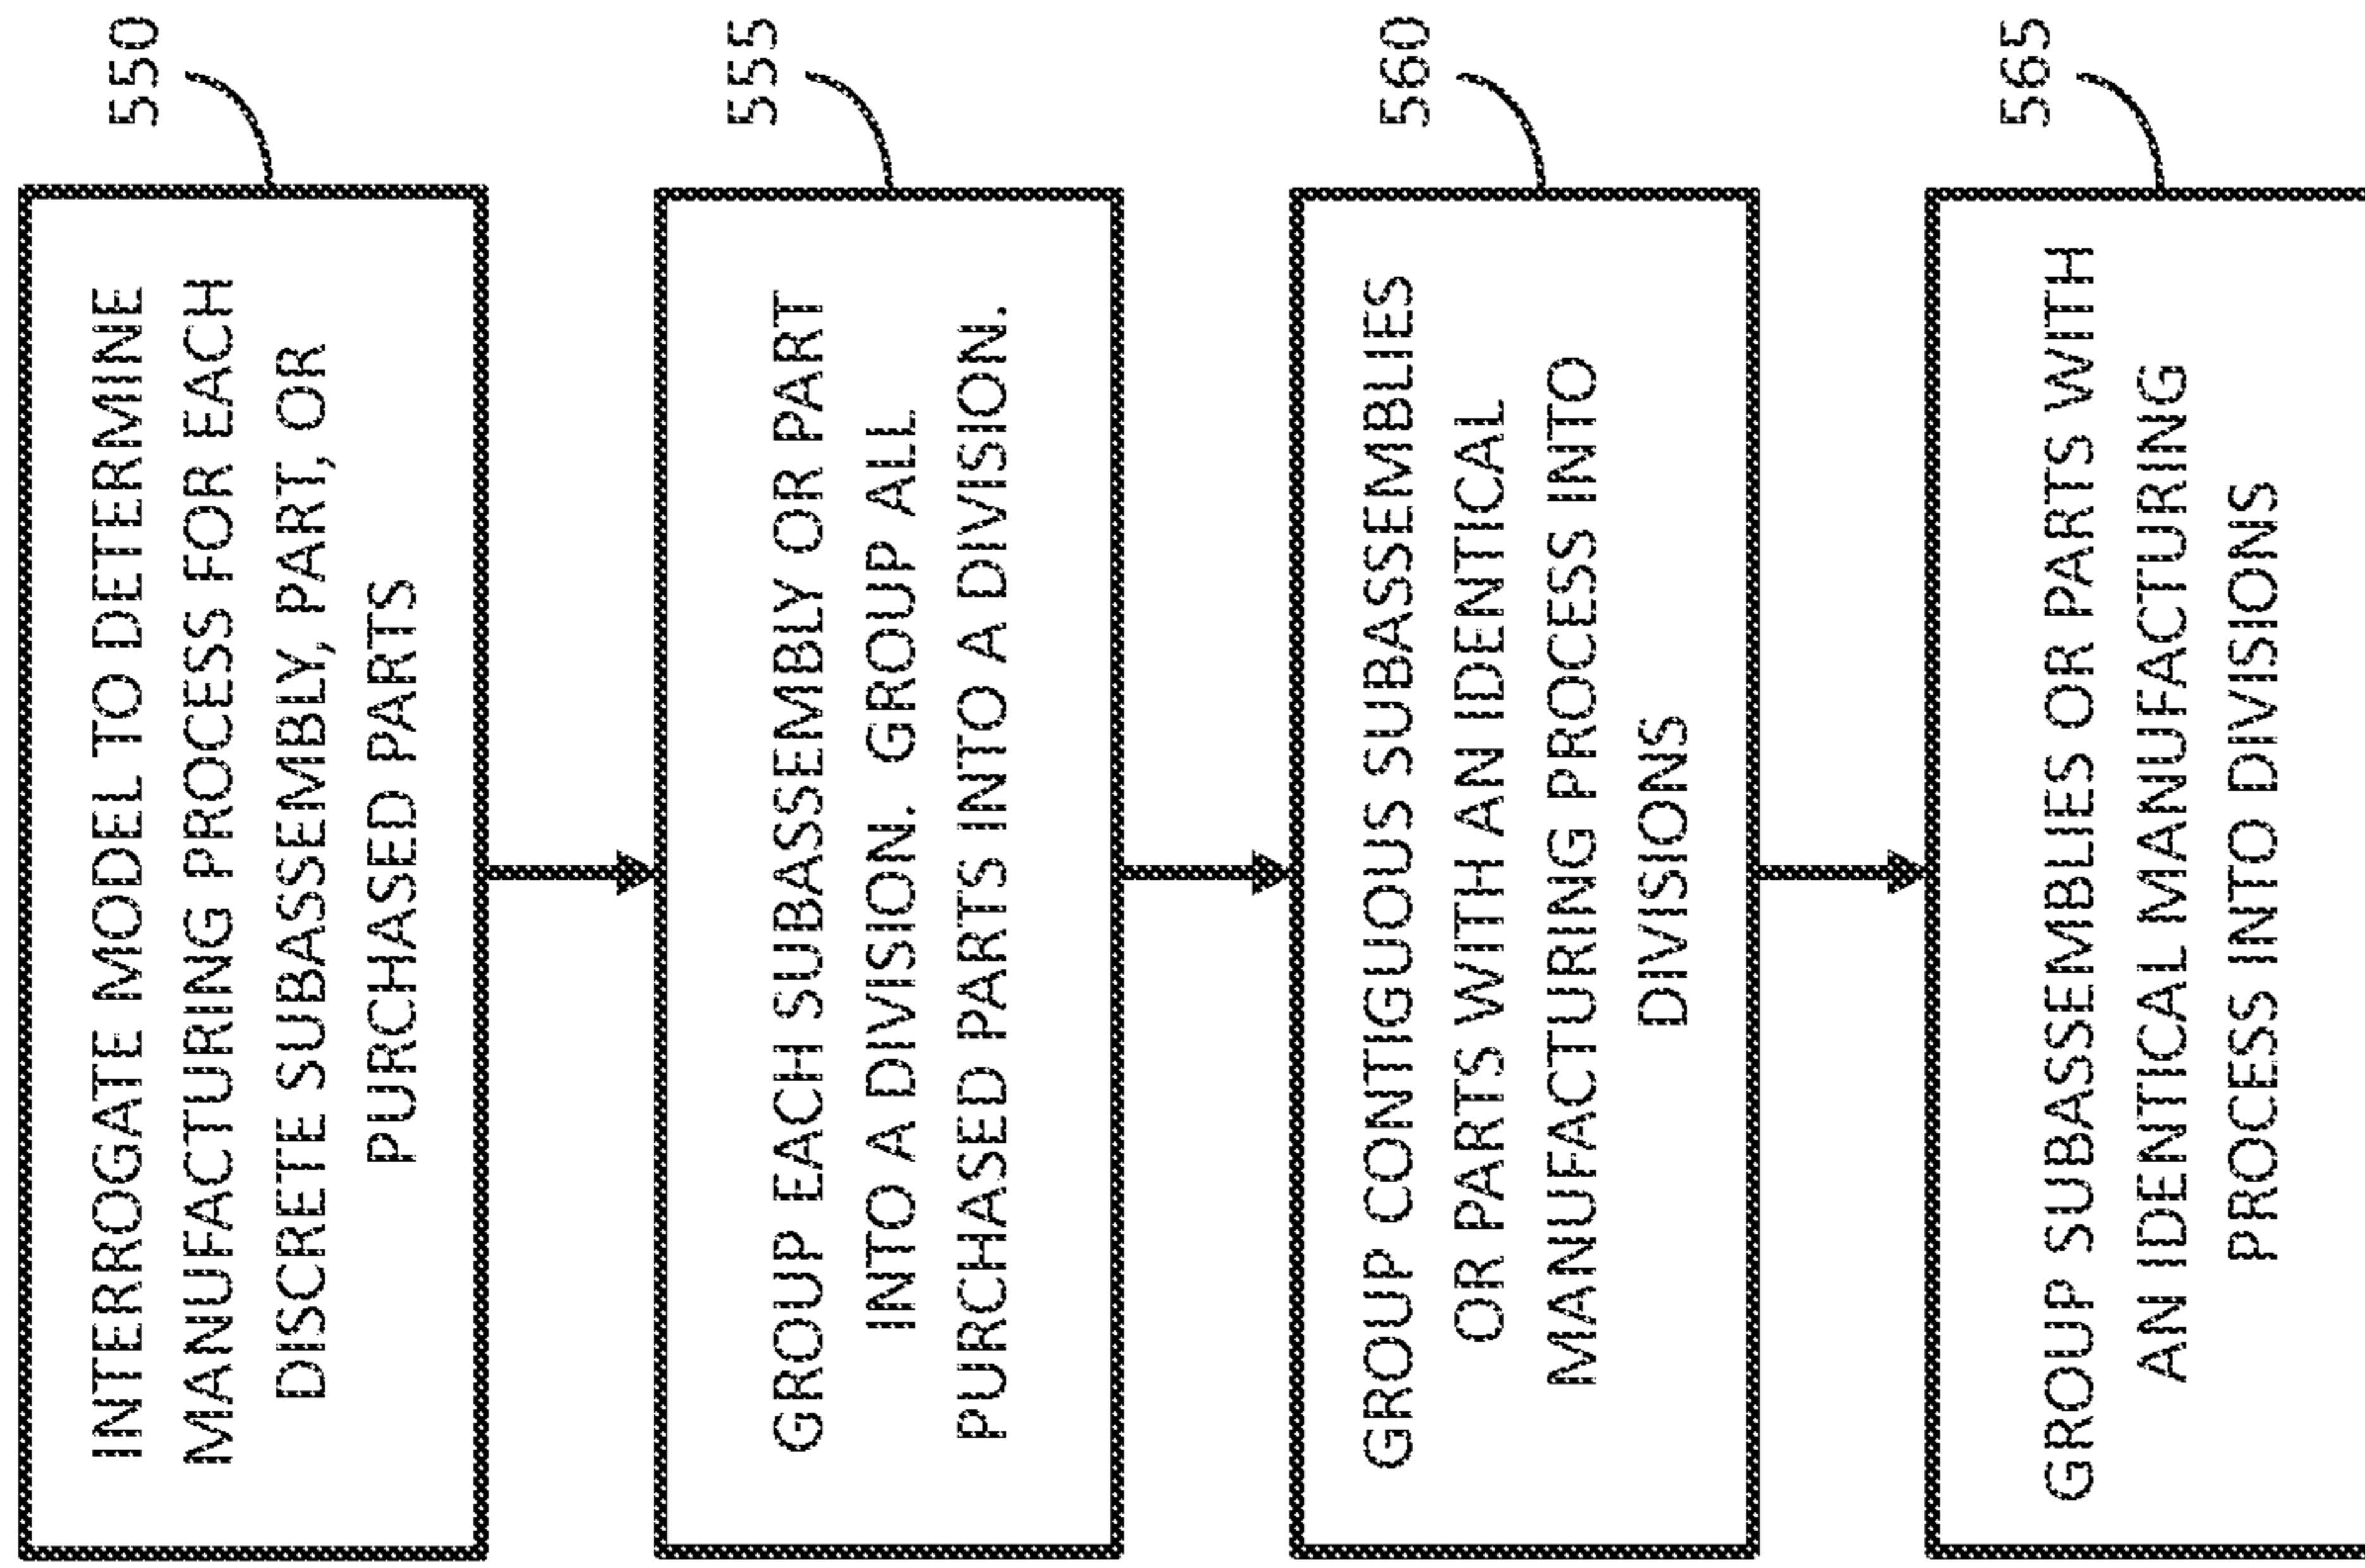 550
INTERROGATE MODEL TO DETERMINE
MANUFACTURING PROCESS FOR EACH
DISCRETE SUBASSEMBLY, PART, OR
PURCHASED PARTS
555
GROUP EACH SUBASSEMBLY OR PART
INTO A DIVISION. GROUP ALL
PURCHASED PARTS INTO A DIVISION.
560
GROUP CONTIGUOUS SUBASSEMBLIES
OR PARTS WITH AN IDENTICAL
MANUFACTURING PROCESS INTO
DIVISIONS
565
GROUP SUBASSEMBLIES OR PARTS WITH
AN IDENTICAL MANUFACTURING
PROCESS INTO DIVISIONS